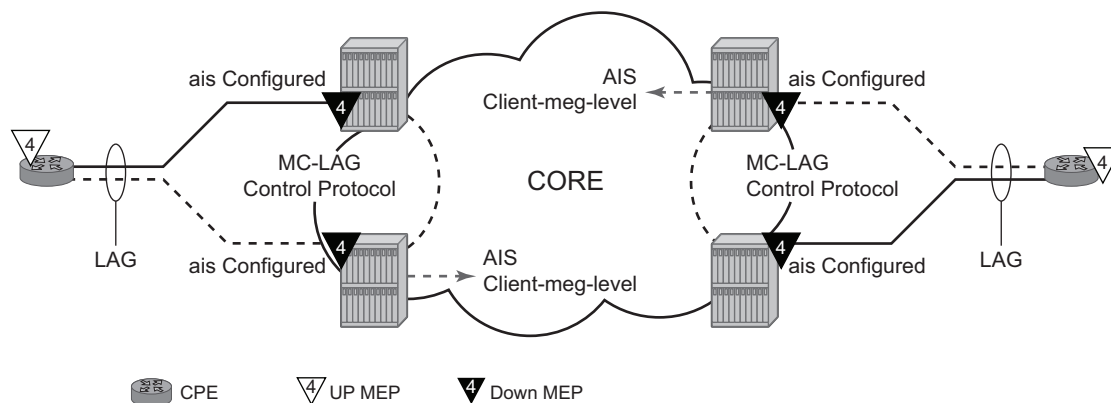 ais Configured
4
AIS
Client-meg-level
4
ais Configured
4
MC-LAG
Control Protocol
CORE
MC-LAG
Control Protocol
4
LAG
4
ais Configured
AIS
Client-meg-level
4
ais Configured
LAG
CPE
4 UP MEP
4 Down MEP